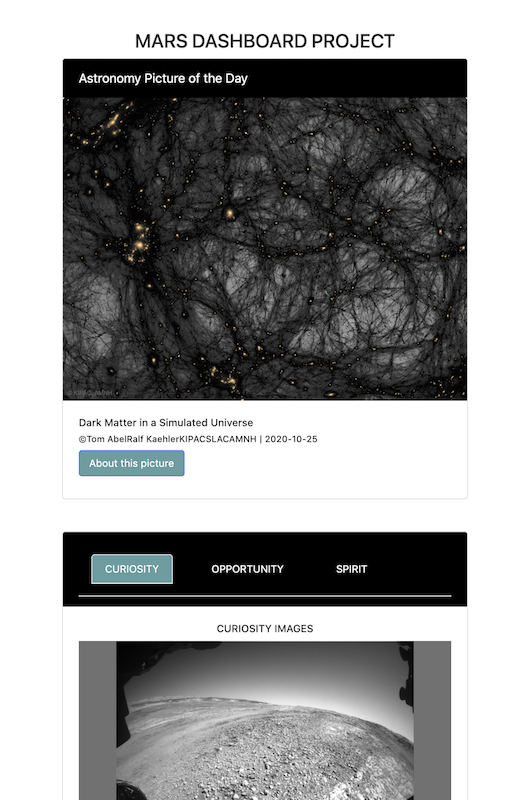 MARS DASHBOARD PROJECT
Astronomy Picture of the Day
Dark Matter in a Simulated Universe
©Tom AbelRalf KaehlerKIPACSLACAMNH | 2020-10-25
About this picture
CURIOSITY OPPORTUNITY SPIRIT
CURIOSITY IMAGES